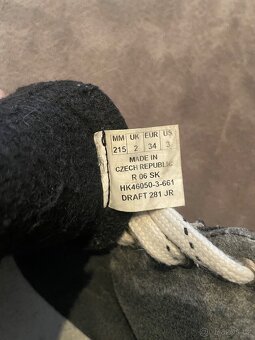 MM UK EUR US
215 2 34 3
MADE IN
CZECH REPUBLIC
R 06 SK
HK46050-3-661
DRAFT 281 JR